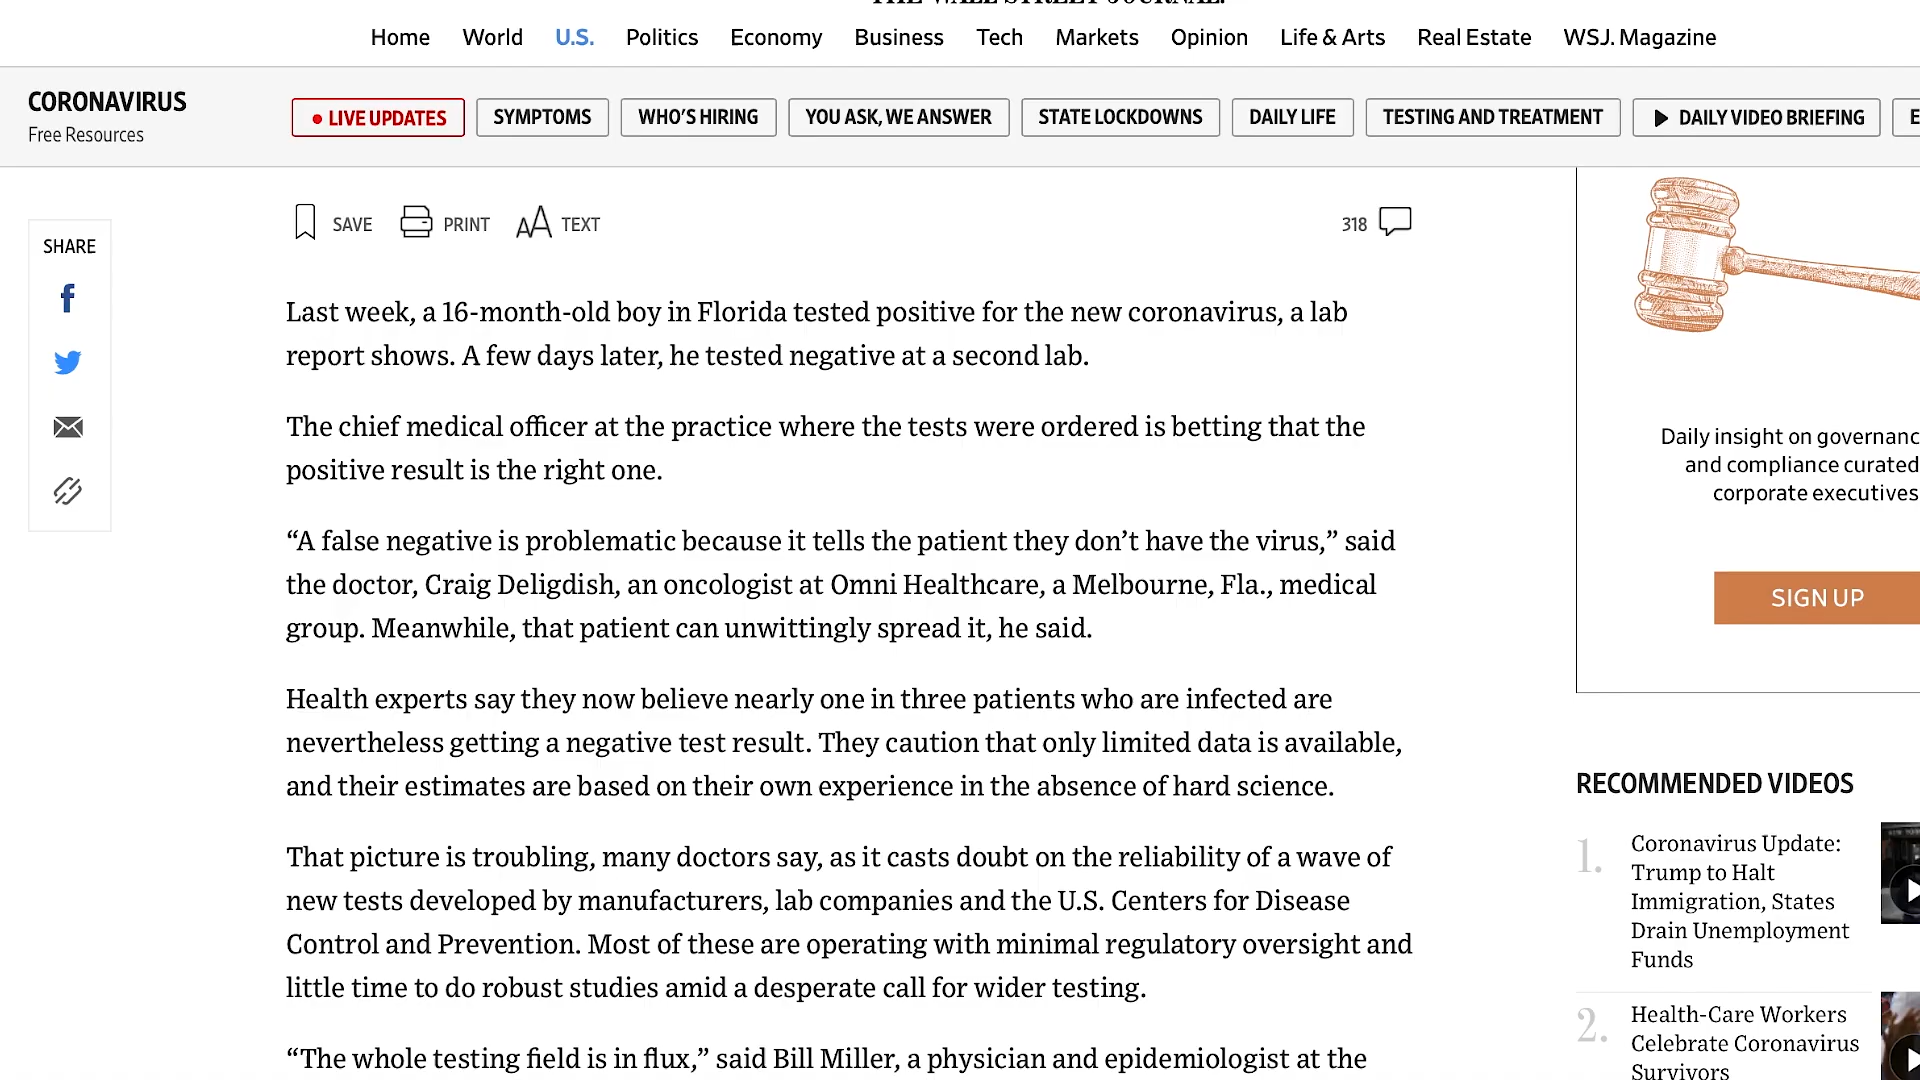 THE WALL STREET JOURNAL.
Home World U.S. Politics Economy Business Tech Markets Opinion Life & Arts Real Estate WSJ. Magazine
CORONAVIRUS
Free Resources
LIVE UPDATES SYMPTOMS WHO'S HIRING YOU ASK, WE ANSWER STATE LOCKDOWNS DAILY LIFE TESTING AND TREATMENT DAILY VIDEO BRIEFING
SHARE
SAVE PRINT AA TEXT 318
Last week, a 16-month-old boy in Florida tested positive for the new coronavirus, a lab
report shows. A few days later, he tested negative at a second lab.
The chief medical officer at the practice where the tests were ordered is betting that the
positive result is the right one.
“A false negative is problematic because it tells the patient they don’t have the virus,” said
the doctor, Craig Deligdish, an oncologist at Omni Healthcare, a Melbourne, Fla., medical
group. Meanwhile, that patient can unwittingly spread it, he said.
Health experts say they now believe nearly one in three patients who are infected are
nevertheless getting a negative test result. They caution that only limited data is available,
and their estimates are based on their own experience in the absence of hard science.
That picture is troubling, many doctors say, as it casts doubt on the reliability of a wave of
new tests developed by manufacturers, lab companies and the U.S. Centers for Disease
Control and Prevention. Most of these are operating with minimal regulatory oversight and
little time to do robust studies amid a desperate call for wider testing.
“The whole testing field is in flux,” said Bill Miller, a physician and epidemiologist at the
Daily insight on governanc
and compliance curated
corporate executives
SIGN UP
RECOMMENDED VIDEOS
1. Coronavirus Update:
Trump to Halt
Immigration, States
Drain Unemployment
Funds
2. Health-Care Workers
Celebrate Coronavirus
Survivors